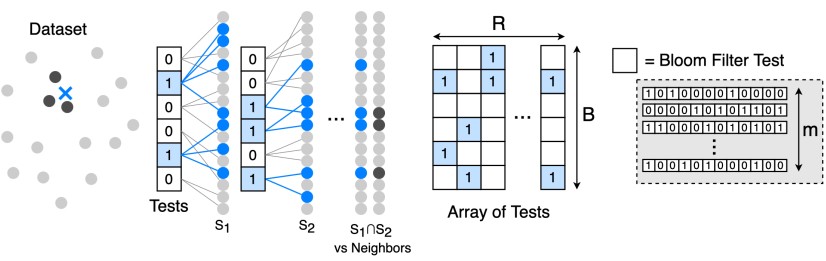 Dataset
0
1
0
0
1
0
Tests
S1
0
0
1
1
0
1
S2
...
S1∩S2
vs Neighbors
R
1
1 1 1
...
1
1
1 1
B
Array of Tests
= Bloom Filter Test
1 0 1 0 0 0 0 1 0 0 0 0
0 0 0 1 0 1 0 1 1 0 1
1 1 0 0 0 1 0 1 0 0 0 1
⋮
1 0 0 1 0 1 0 0 0 1 0 0
m